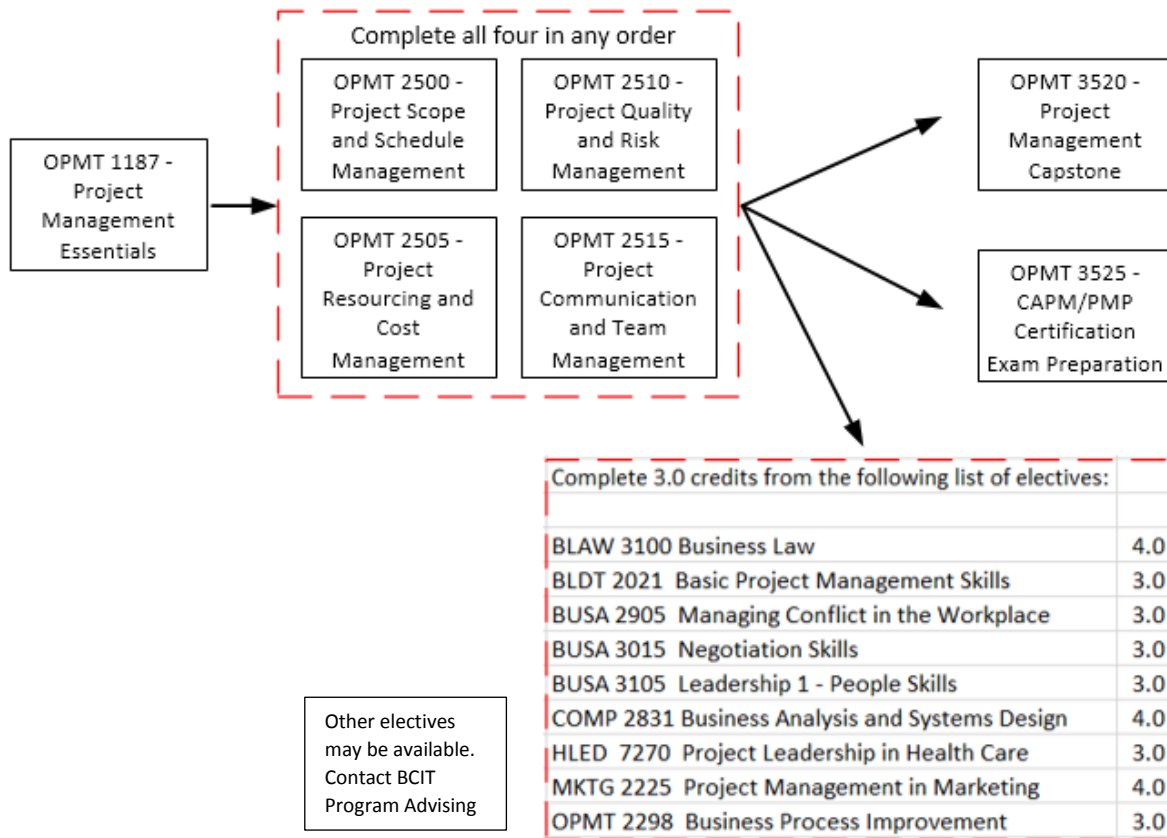 Complete all four in any order
OPMT 1187 -
Project
Management
Essentials
OPMT 2500 -
Project Scope
and Schedule
Management
OPMT 2510 -
Project Quality
and Risk
Management
OPMT 2505 -
Project
Resourcing and
Cost
Management
OPMT 2515 -
Project
Communication
and Team
Management
OPMT 3520 -
Project
Management
Capstone
OPMT 3525 -
CAPM/PMP
Certification
Exam Preparation
Complete 3.0 credits from the following list of electives:
BLAW 3100 Business Law 4.0
BLDT 2021 Basic Project Management Skills 3.0
BUSA 2905 Managing Conflict in the Workplace 3.0
BUSA 3015 Negotiation Skills 3.0
BUSA 3105 Leadership 1 - People Skills 3.0
COMP 2831 Business Analysis and Systems Design 4.0
HLED 7270 Project Leadership in Health Care 3.0
MKTG 2225 Project Management in Marketing 4.0
OPMT 2298 Business Process Improvement 3.0
Other electives
may be available.
Contact BCIT
Program Advising